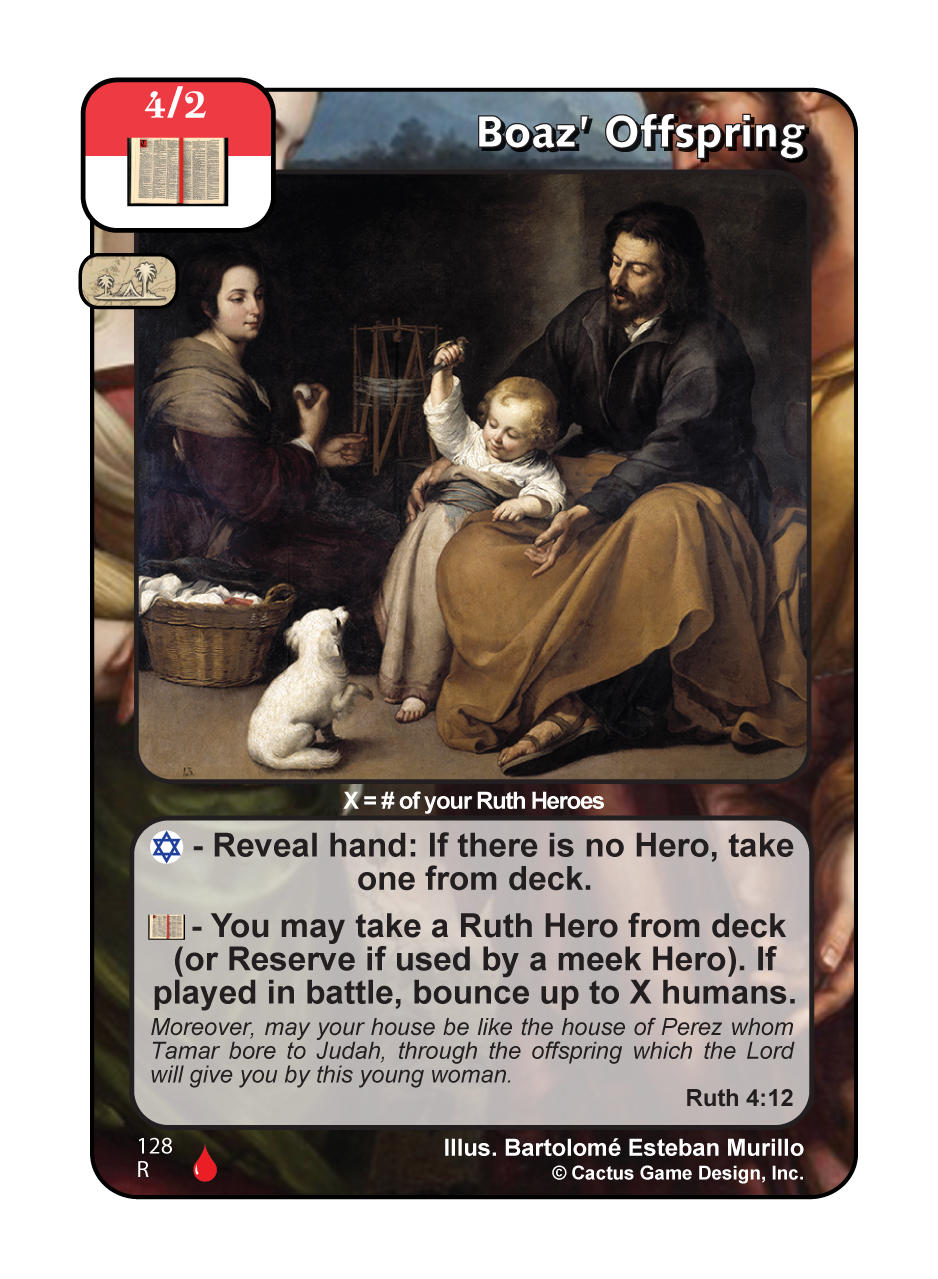 4/2
Boaz' Offspring
X = # of your Ruth Heroes
- Reveal hand: If there is no Hero, take
one from deck.
- You may take a Ruth Hero from deck
(or Reserve if used by a meek Hero). If
played in battle, bounce up to X humans.
Moreover, may your house be like the house of Perez whom
Tamar bore to Judah, through the offspring which the Lord
will give you by this young woman.
Ruth 4:12
128
R
Illus. Bartolomé Esteban Murillo
© Cactus Game Design, Inc.